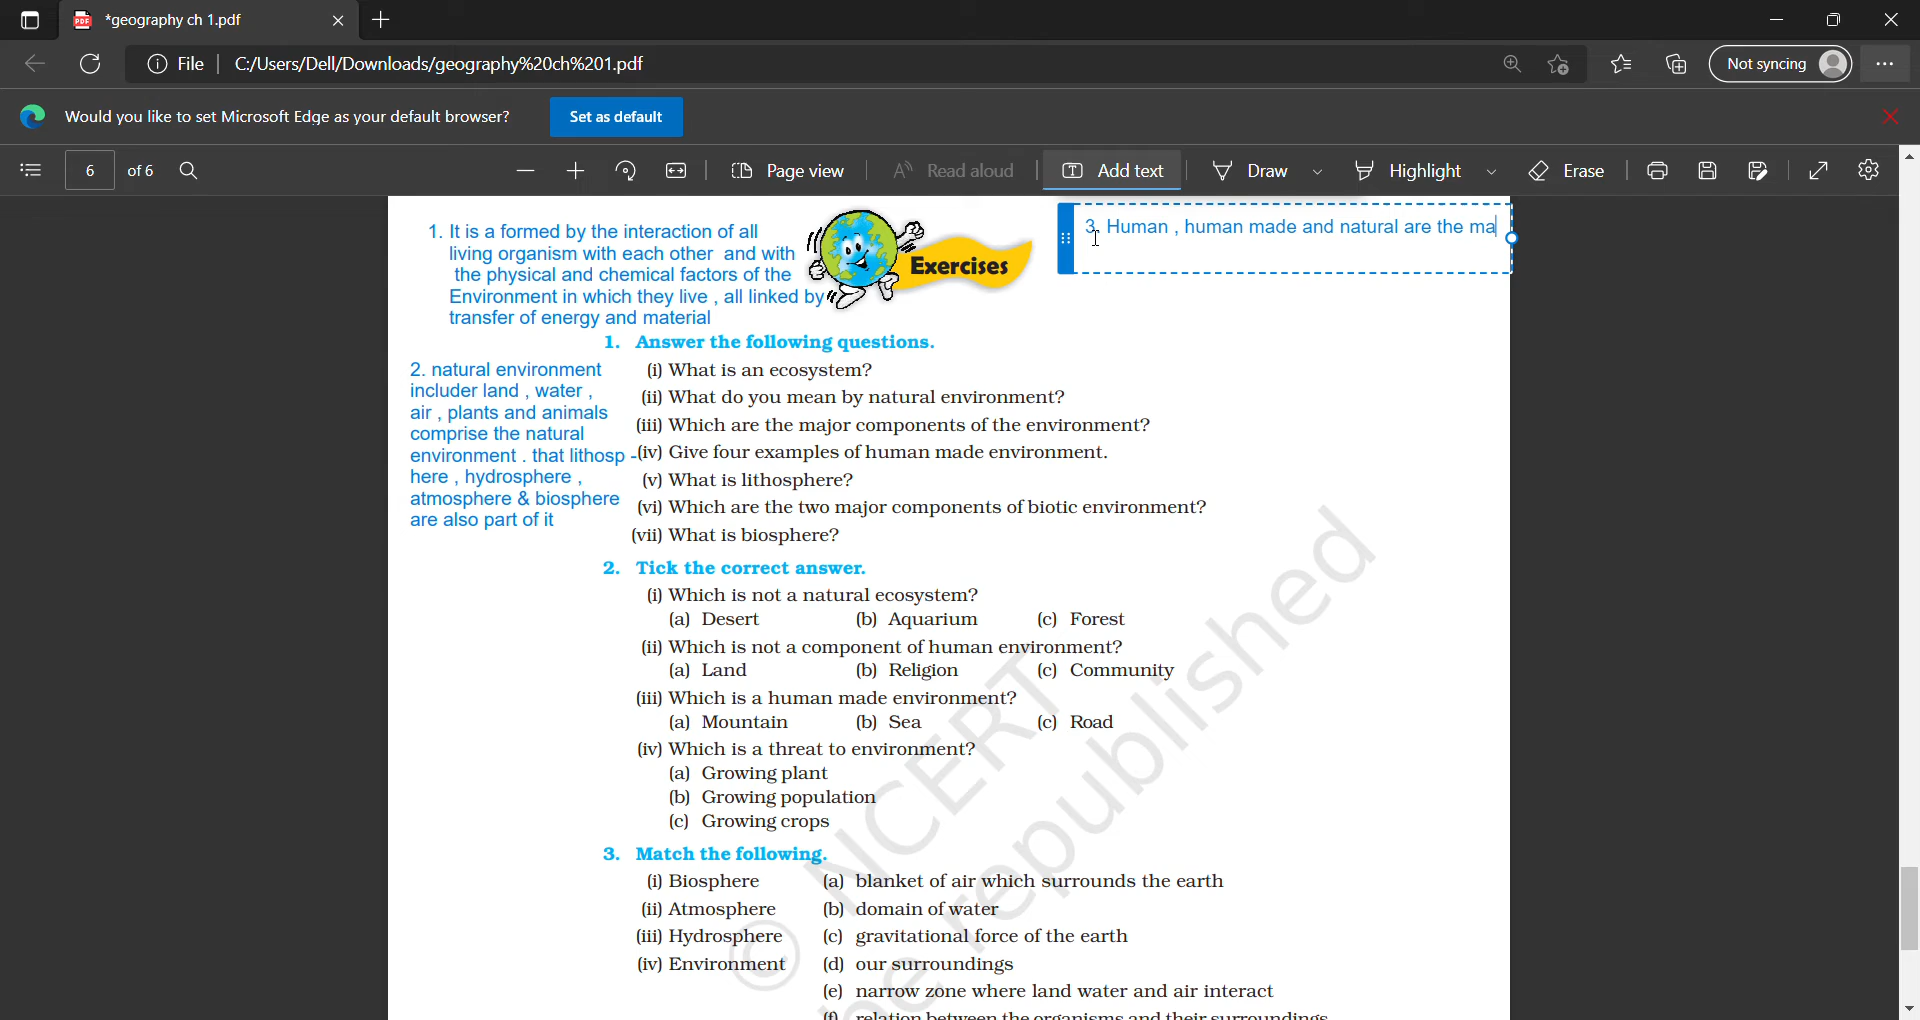 *geography ch 1.pdf
File
C:/Users/Dell/Downloads/geography%20ch%201.pdf
Not syncing
Would you like to set Microsoft Edge as your default browser?
Set as default
6 of 6
Page view
Read aloud
Add text
Draw
Highlight
Erase
1. It is a formed by the interaction of all
living organism with each other and with
the physical and chemical factors of the
Environment in which they live , all linked by
transfer of energy and material
Exercises
3. Human , human made and natural are the ma
1. Answer the following questions.
2. natural environment
includer land , water ,
air , plants and animals
comprise the natural
environment . that lithosp -
here , hydrosphere ,
atmosphere & biosphere
are also part of it
(i) What is an ecosystem?
(ii) What do you mean by natural environment?
(iii) Which are the major components of the environment?
(iv) Give four examples of human made environment.
(v) What is lithosphere?
(vi) Which are the two major components of biotic environment?
(vii) What is biosphere?
2. Tick the correct answer.
(i) Which is not a natural ecosystem?
(a) Desert (b) Aquarium (c) Forest
(ii) Which is not a component of human environment?
(a) Land (b) Religion (c) Community
(iii) Which is a human made environment?
(a) Mountain (b) Sea (c) Road
(iv) Which is a threat to environment?
(a) Growing plant
(b) Growing population
(c) Growing crops
3. Match the following.
(i) Biosphere (a) blanket of air which surrounds the earth
(ii) Atmosphere (b) domain of water
(iii) Hydrosphere (c) gravitational force of the earth
(iv) Environment (d) our surroundings
(e) narrow zone where land water and air interact
(f) relation between the organisms and their surroundings
© NCERT
be republished